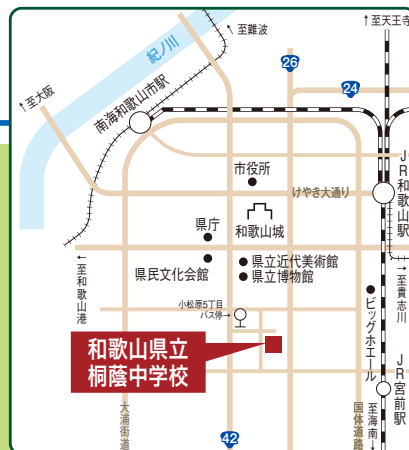 ↑至天王寺
↖至難波
紀ノ川
26
24
↖至大阪
南海和歌山市駅
市役所
けやき大通り
JR和歌山駅
県庁
和歌山城
県民文化会館
県立近代美術館
県立博物館
←至和歌山港
→至貴志川
小松原5丁目
バス停→
ビッグホエール
和歌山県立
桐蔭中学校
JR宮前駅
大浦街道
42
国体道路
至海南→